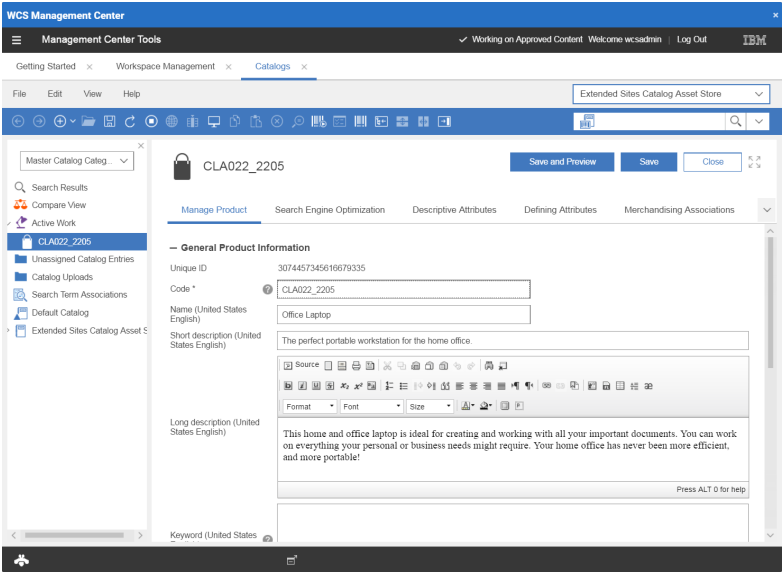 WCS Management Center
Management Center Tools
Working on Approved Content Welcome wcsadmin | Log Out
IBM
Getting Started
Workspace Management
Catalogs
File Edit View Help
Extended Sites Catalog Asset Store
Master Catalog Categ...
Search Results
Compare View
Active Work
CLA022_2205
Unassigned Catalog Entries
Catalog Uploads
Search Term Associations
Default Catalog
Extended Sites Catalog Asset S
CLA022_2205
Save and Preview
Save
Close
Manage Product
Search Engine Optimization
Descriptive Attributes
Defining Attributes
Merchandising Associations
General Product Information
Unique ID
3074457345616679335
Code *
CLA022_2205
Name (United States
English)
Office Laptop
Short description (United
States English)
The perfect portable workstation for the home office.
Source
Format
Font
Size
Long description (United
States English)
This home and office laptop is ideal for creating and working with all your important documents. You can work
on everything your personal or business needs might require. Your home office has never been more efficient,
and more portable!
Press ALT 0 for help
Keyword (United States